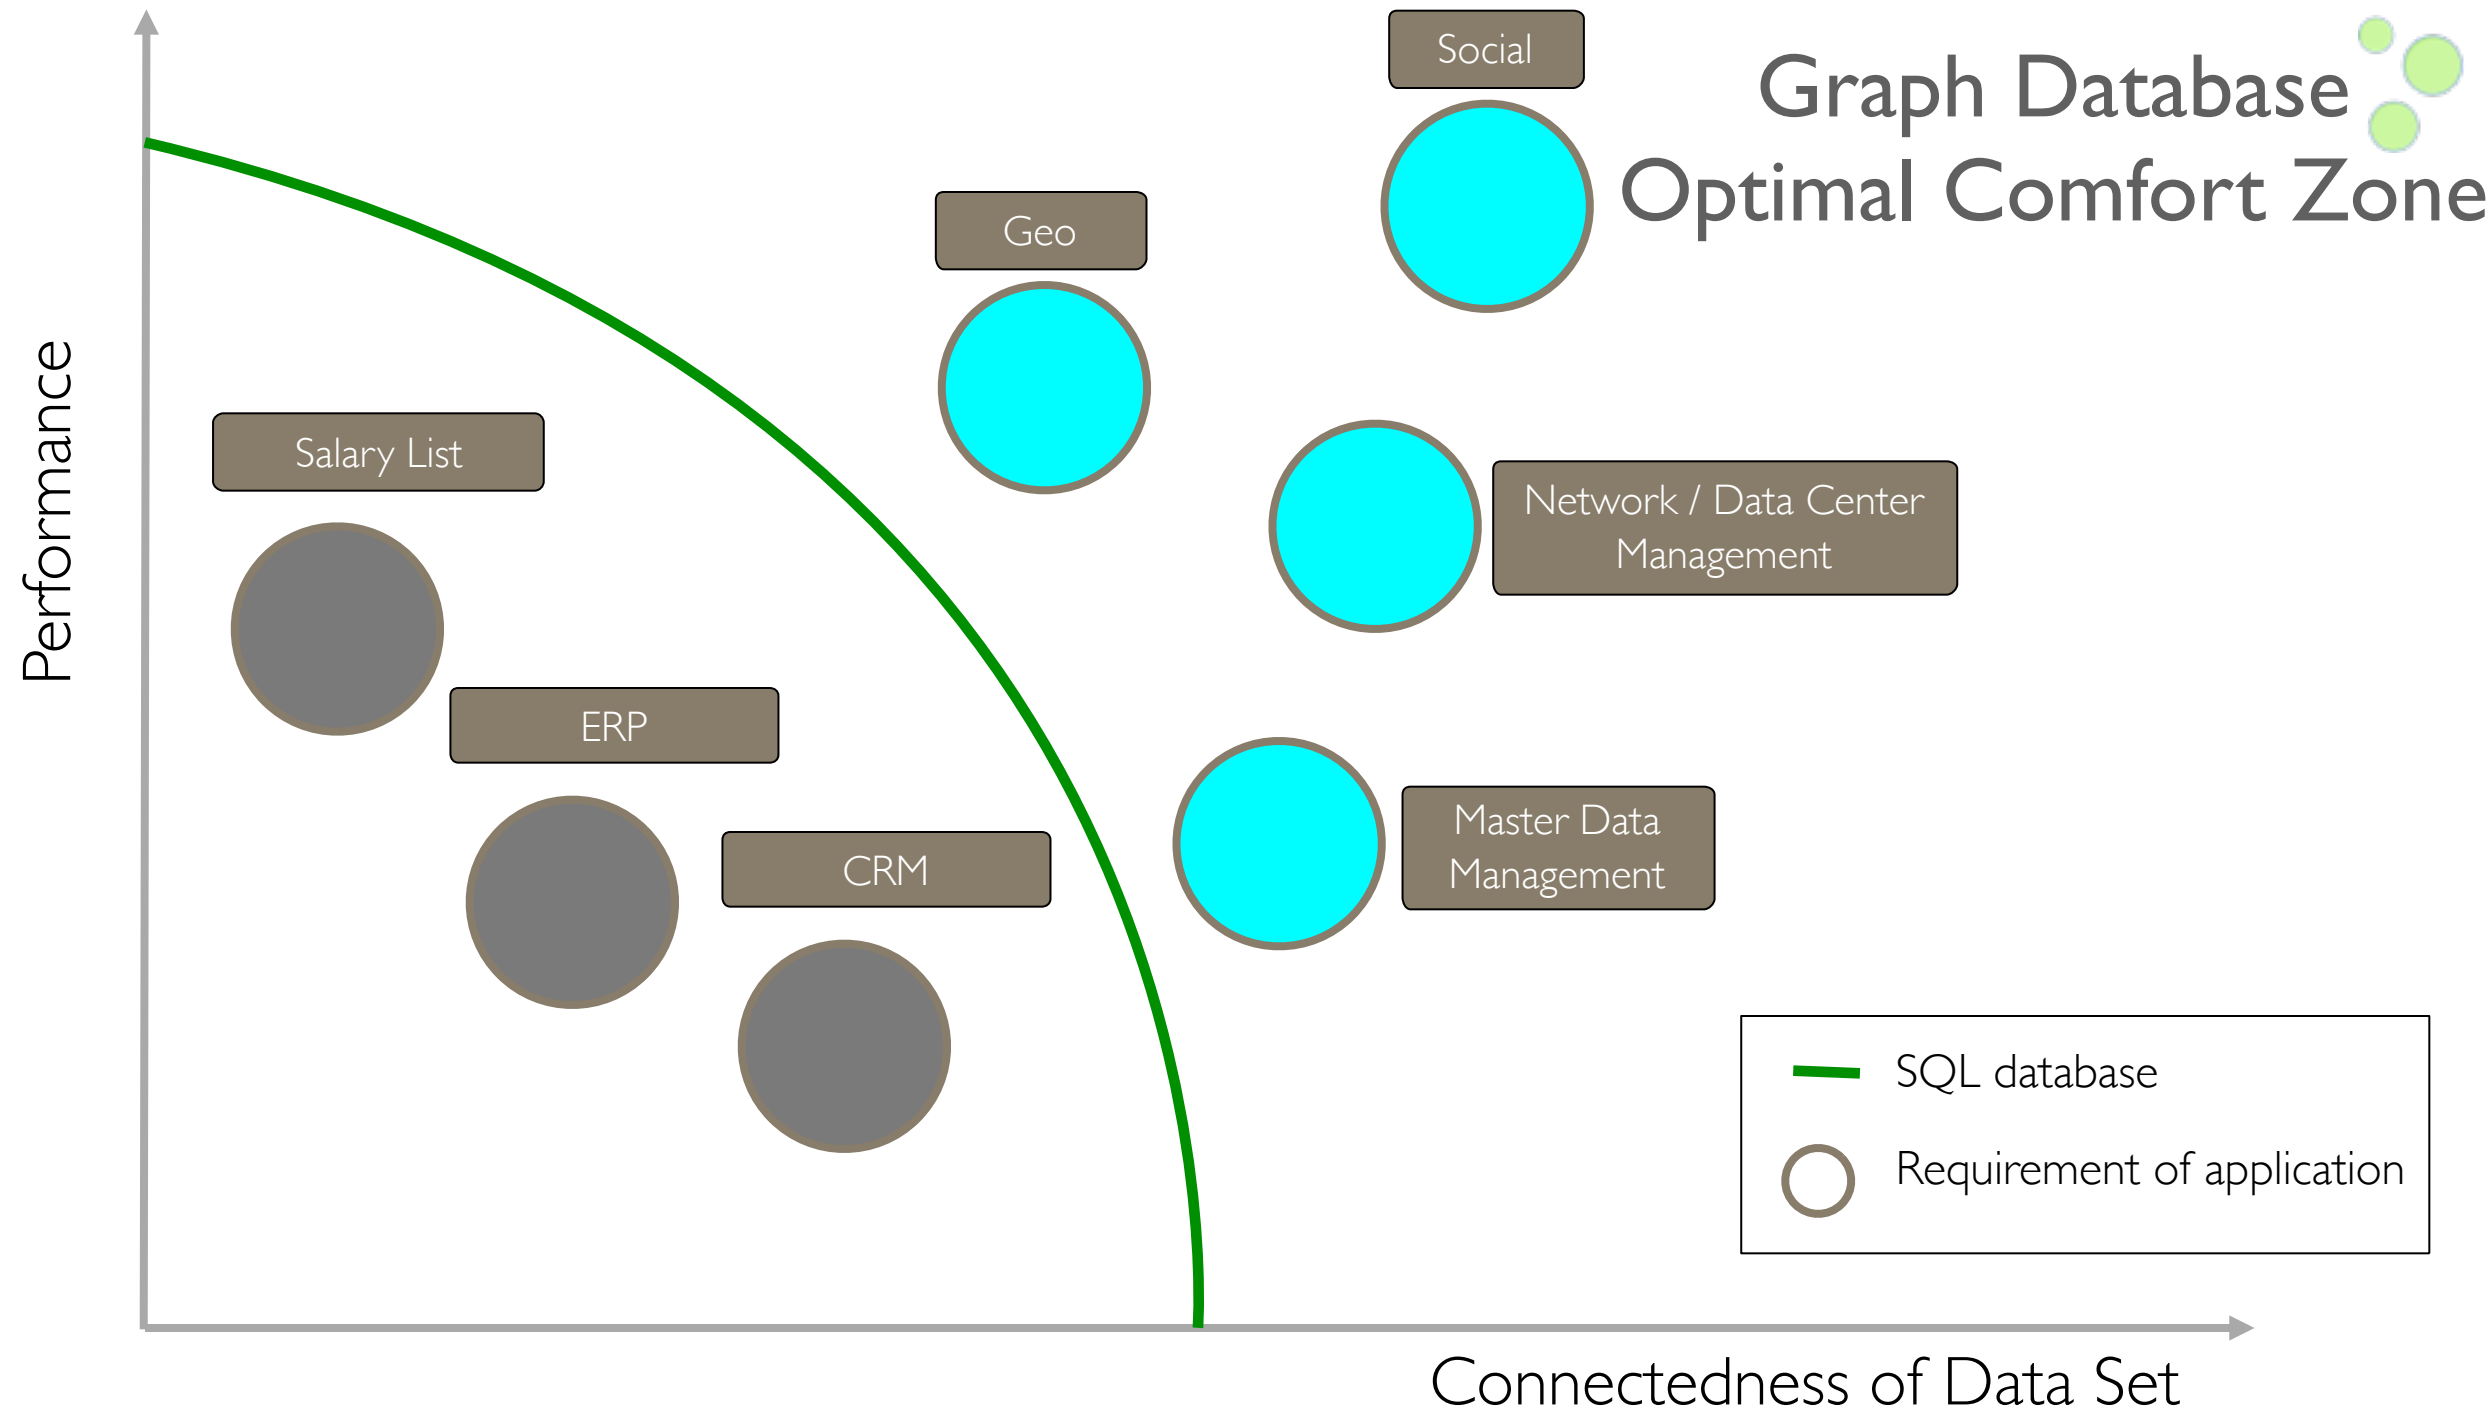 Social
Graph Database
Optimal Comfort Zone
Geo
Performance
Salary List
Network / Data Center
Management
ERP
Master Data
Management
CRM
SQL database
Requirement of application
Connectedness of Data Set